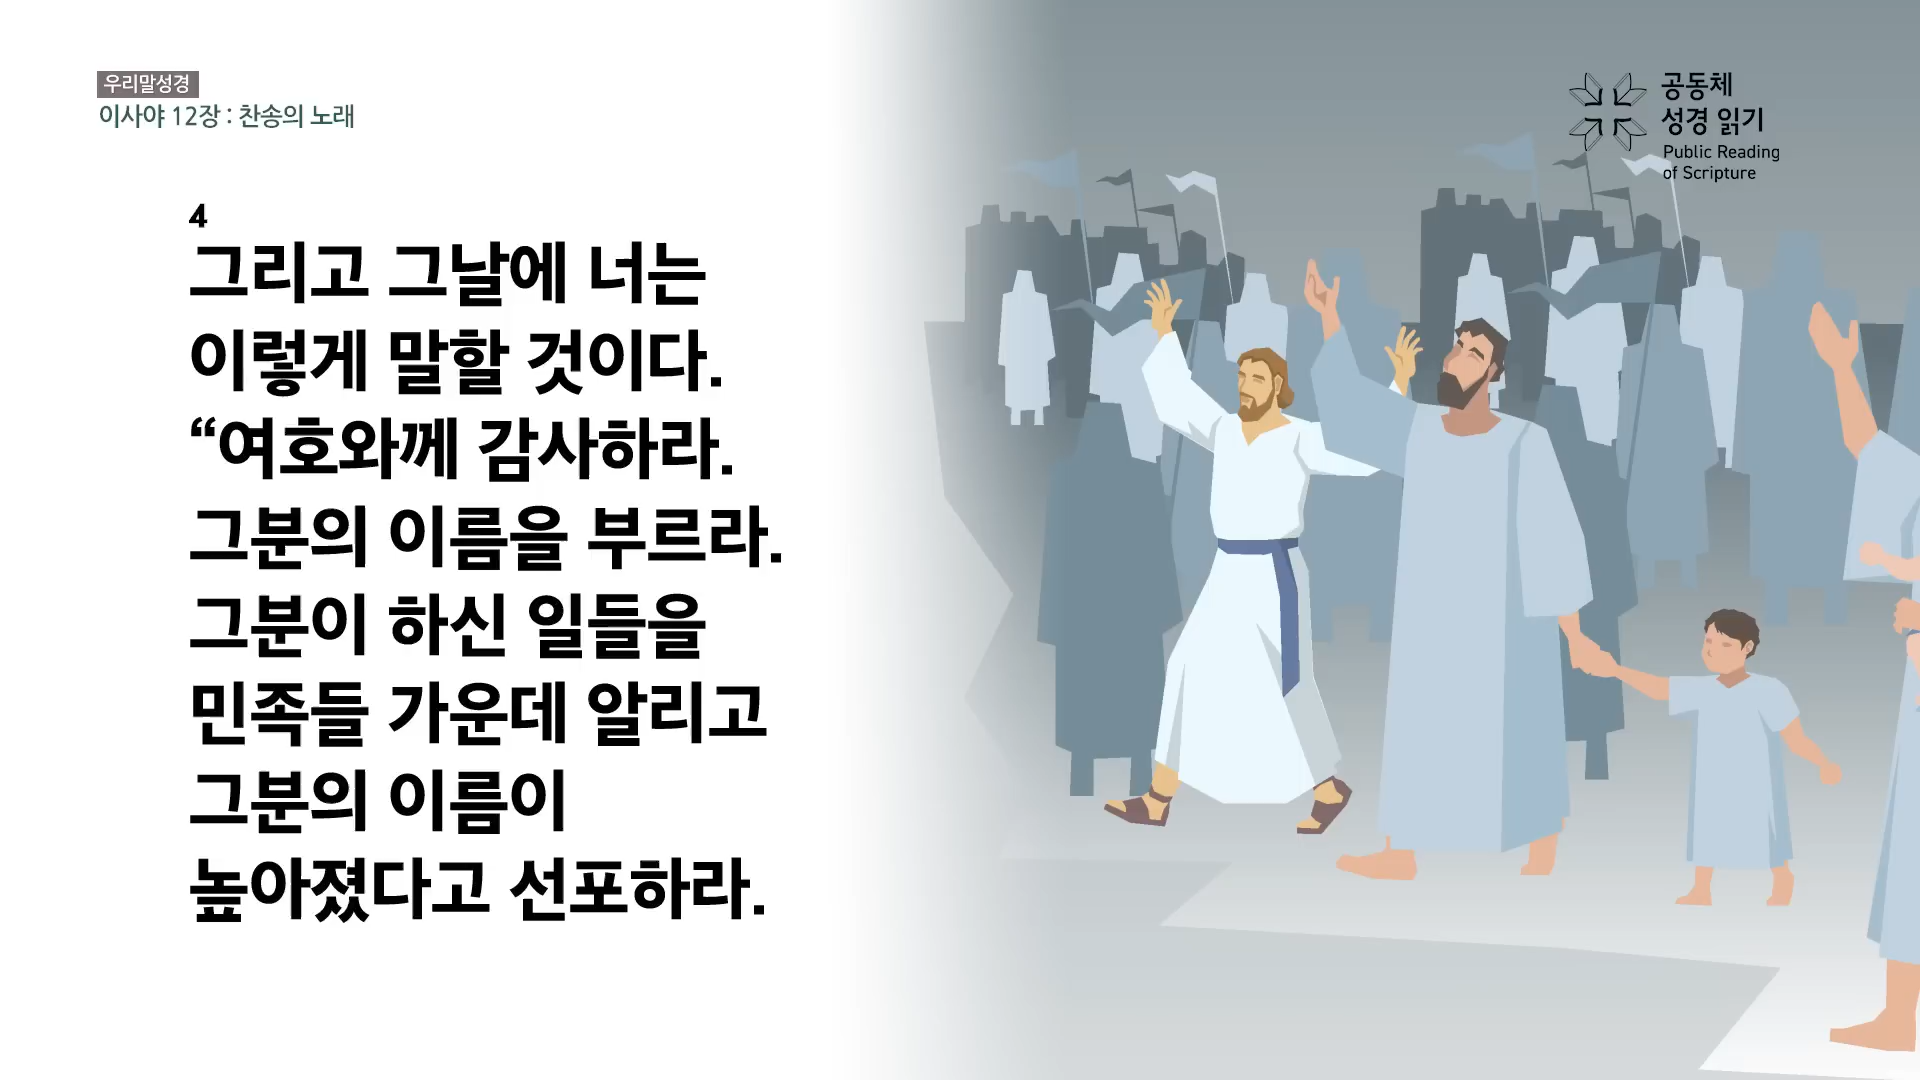 우리말성경
이사야 12장 : 찬송의 노래
공동체
성경 읽기
Public Reading
of Scripture
4
그리고 그날에 너는
이렇게 말할 것이다.
“여호와께 감사하라.
그분의 이름을 부르라.
그분이 하신 일들을
민족들 가운데 알리고
그분의 이름이
높아졌다고 선포하라.